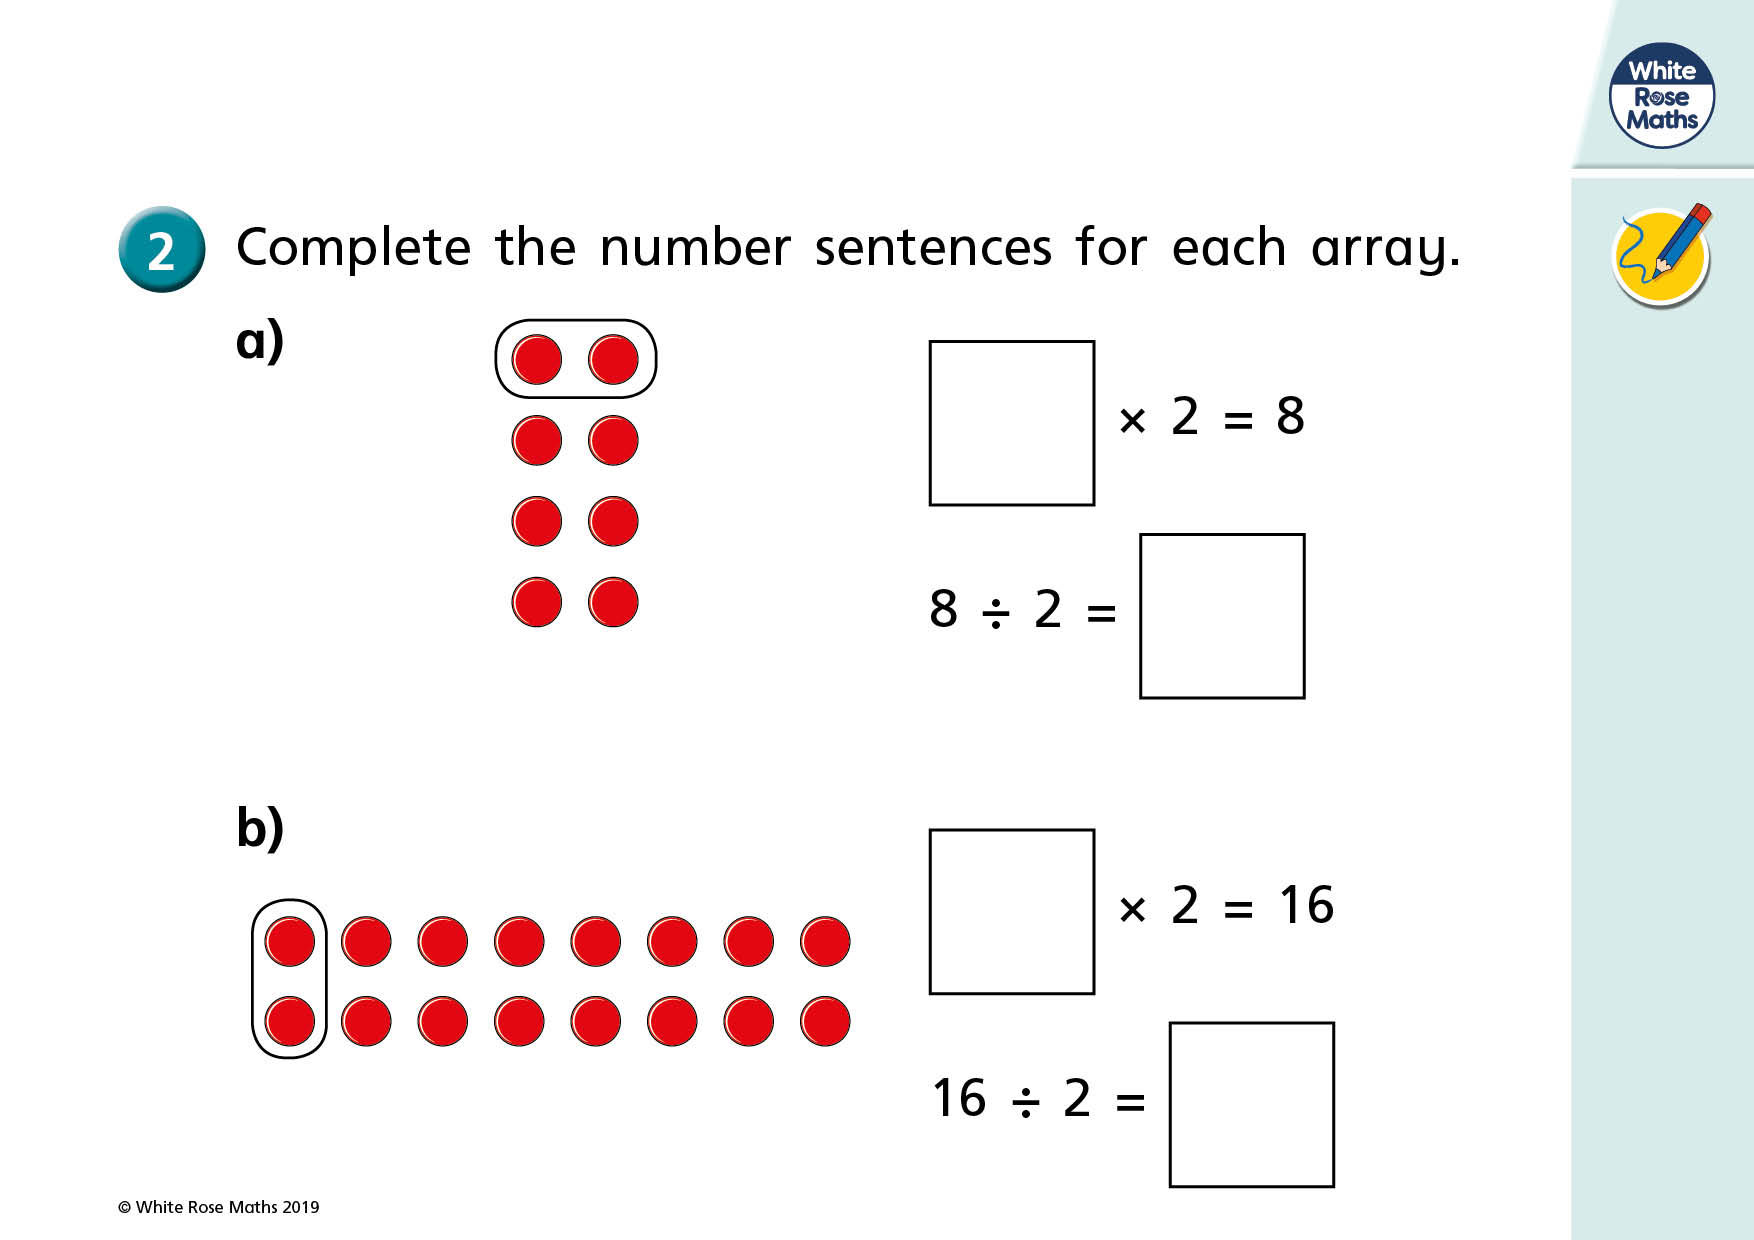 White
Rose
Maths
2 Complete the number sentences for each array.
a)
× 2 = 8
8 ÷ 2 =
b)
× 2 = 16
16 ÷ 2 =
© White Rose Maths 2019